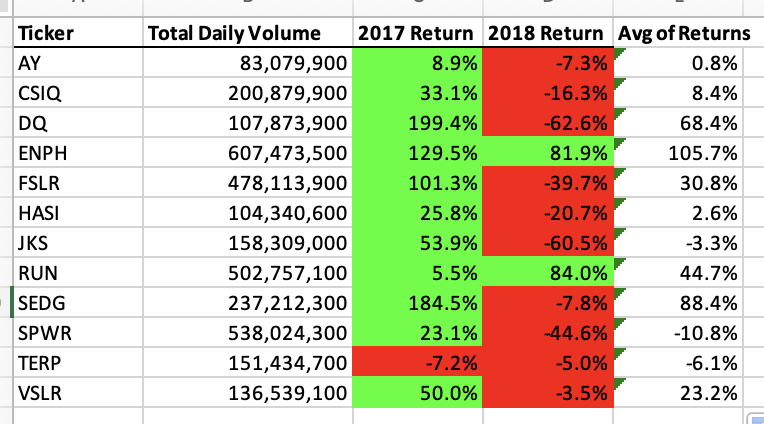 Ticker Total Daily Volume 2017 Return 2018 Return Avg of Returns
AY 83,079,900 8.9% -7.3% 0.8%
CSIQ 200,879,900 33.1% -16.3% 8.4%
DQ 107,873,900 199.4% -62.6% 68.4%
ENPH 607,473,500 129.5% 81.9% 105.7%
FSLR 478,113,900 101.3% -39.7% 30.8%
HASI 104,340,600 25.8% -20.7% 2.6%
JKS 158,309,000 53.9% -60.5% -3.3%
RUN 502,757,100 5.5% 84.0% 44.7%
SEDG 237,212,300 184.5% -7.8% 88.4%
SPWR 538,024,300 23.1% -44.6% -10.8%
TERP 151,434,700 -7.2% -5.0% -6.1%
VSLR 136,539,100 50.0% -3.5% 23.2%